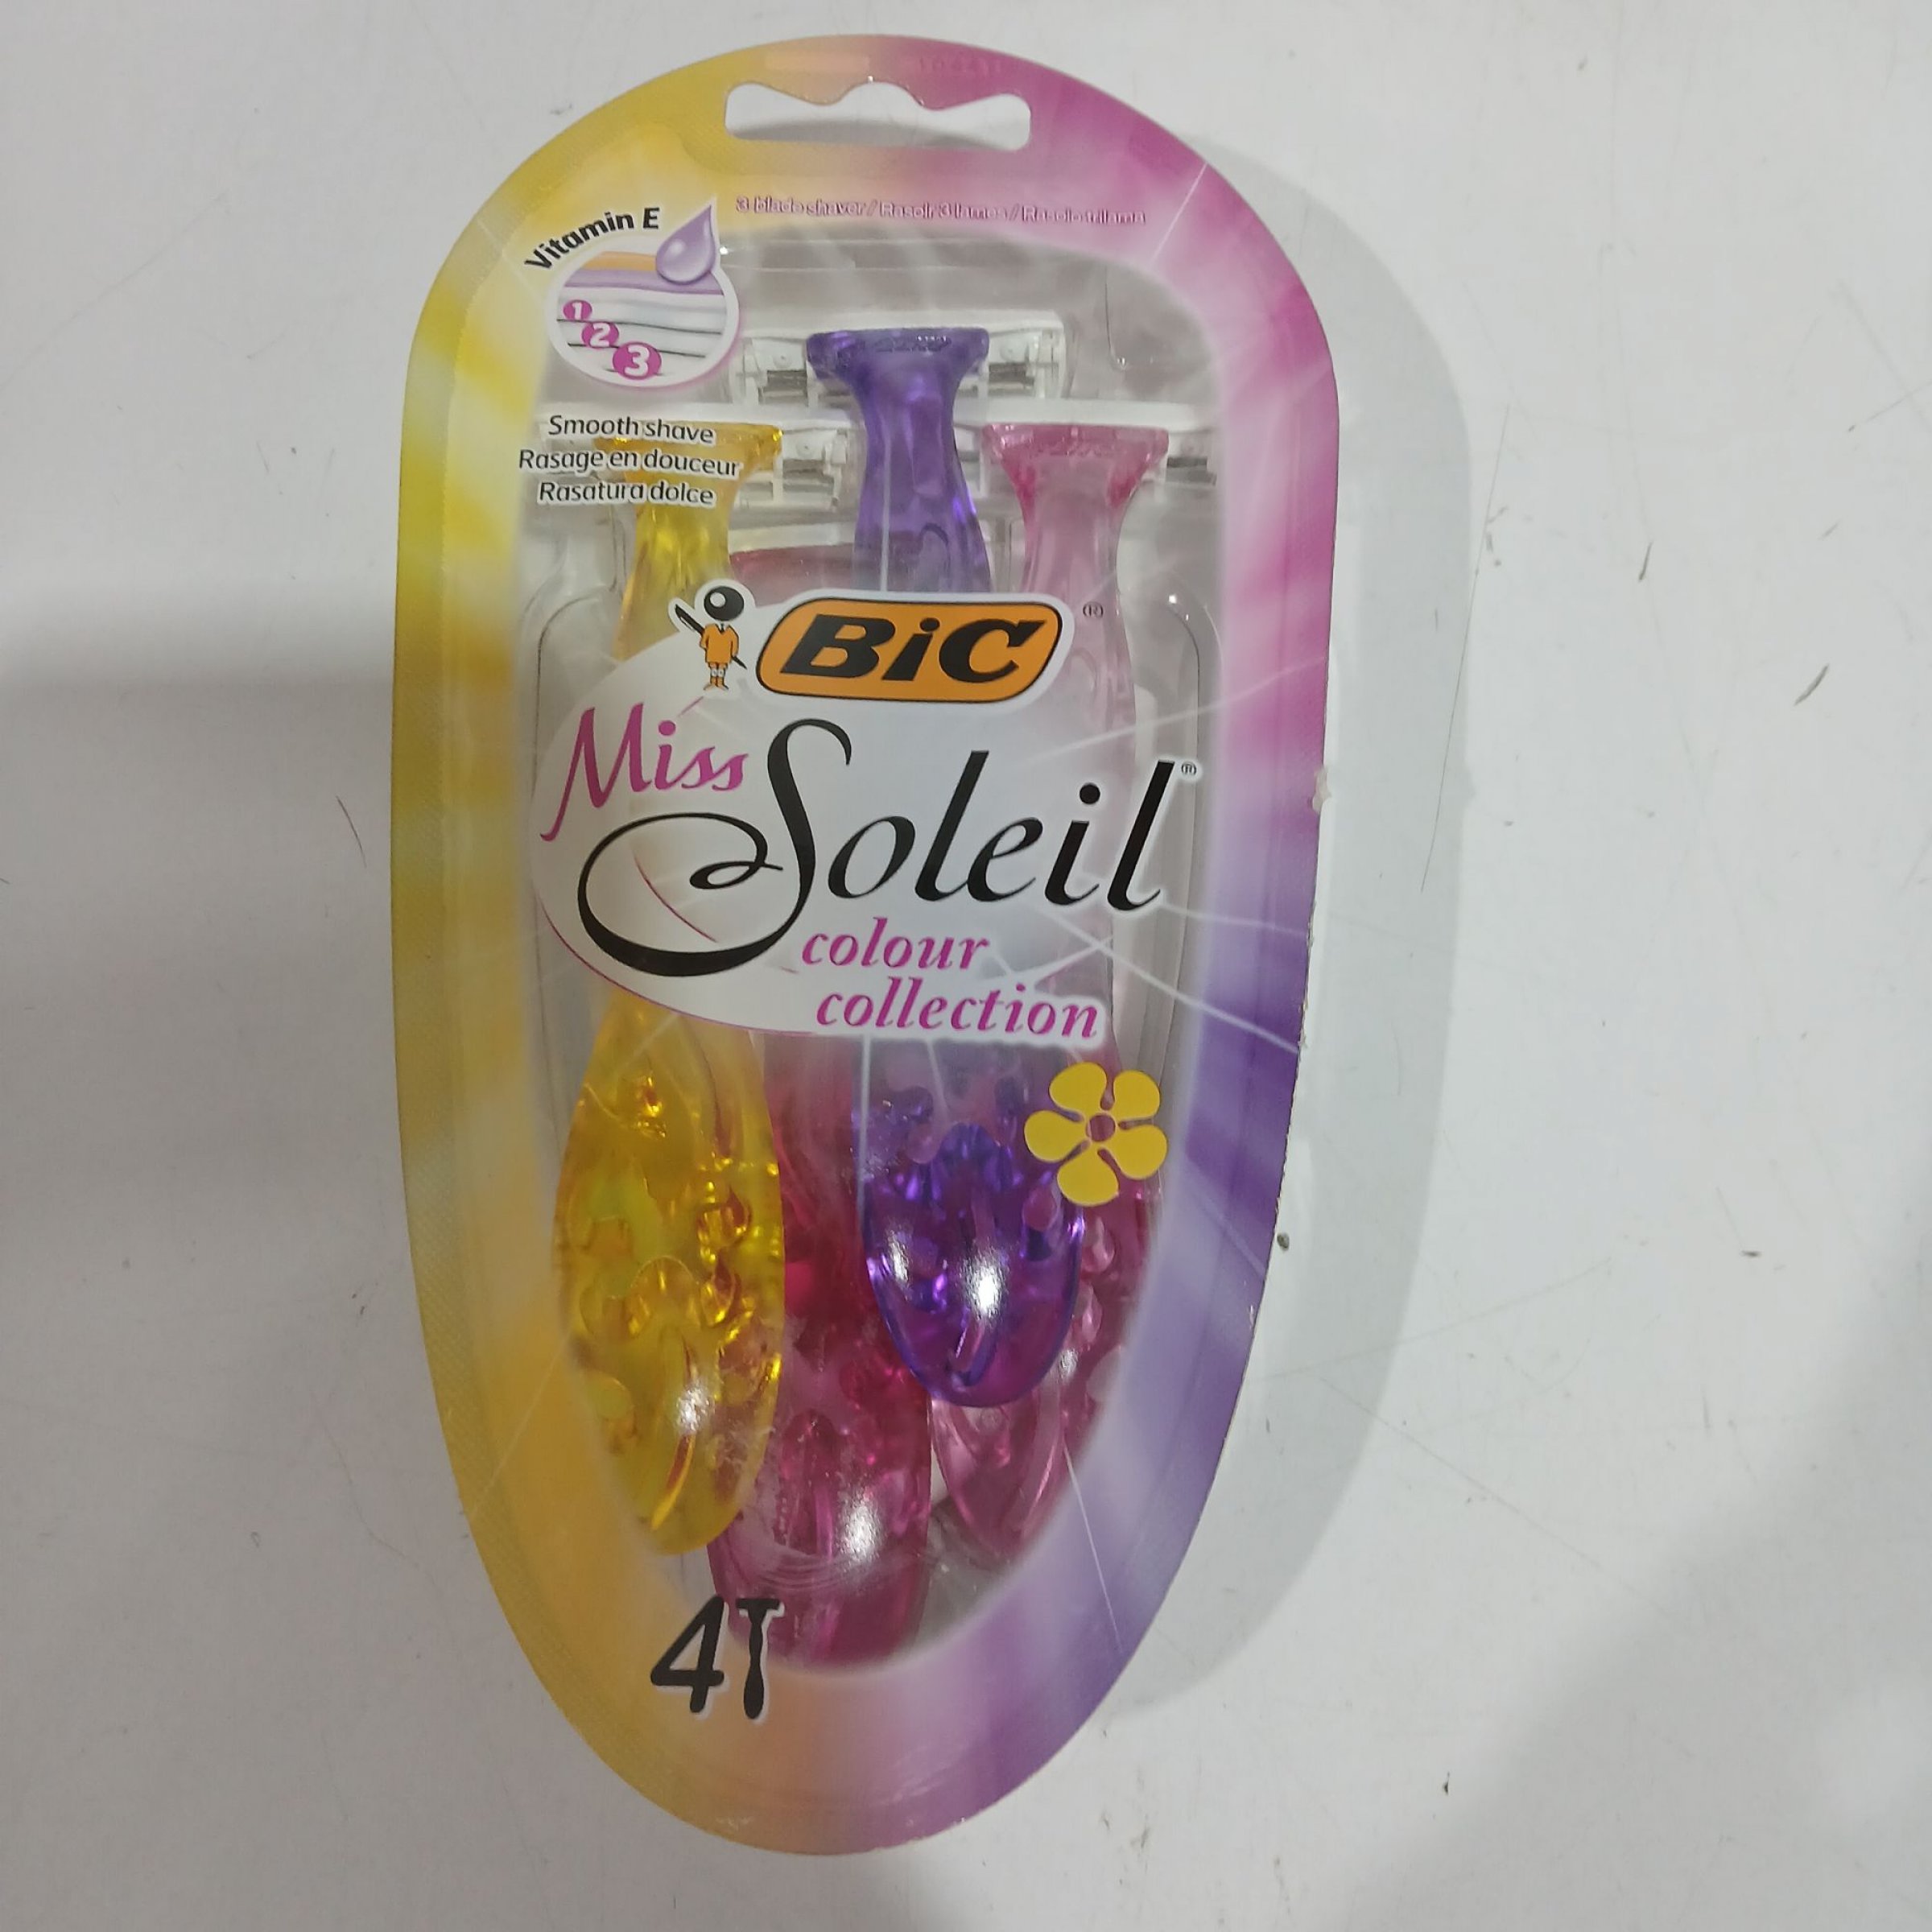 3 blade shaver / Rasoir 3 lames / Rasoio trilama
Vitamin E
1
2
3
Smooth shave
Rasage en douceur
Rasatura dolce
BiC ®
Miss
Soleil ®
colour
collection
4